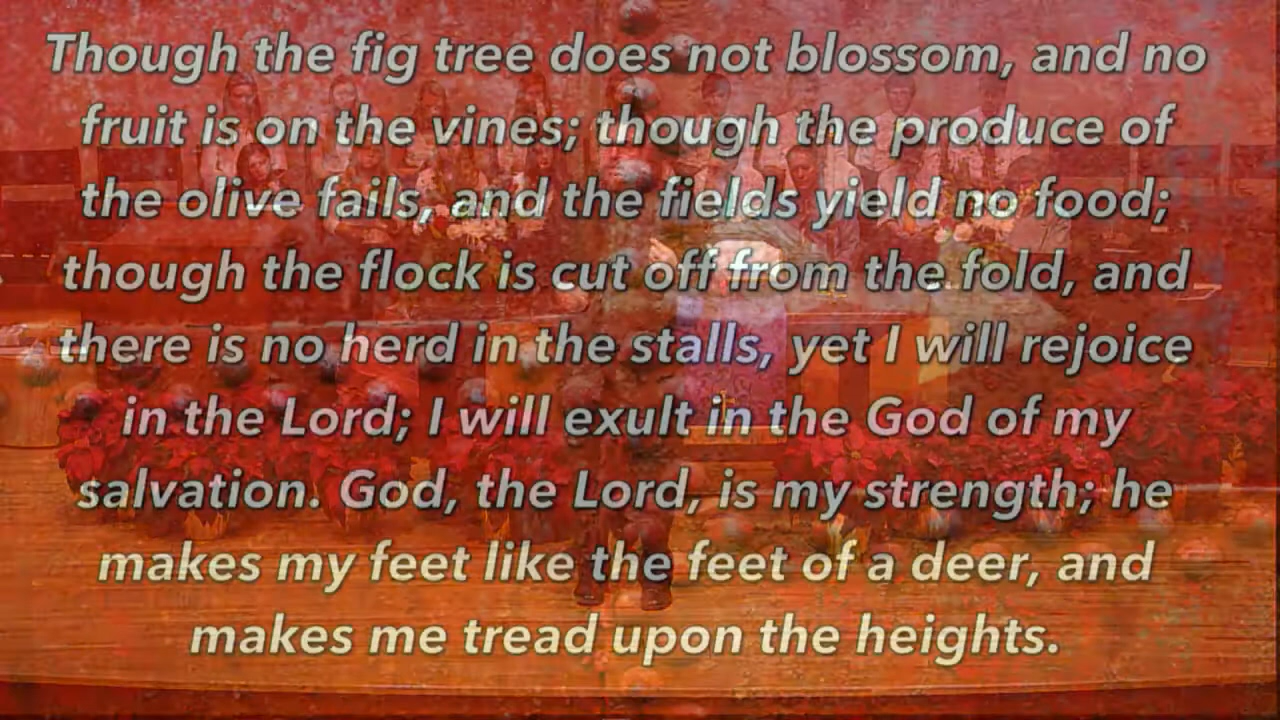 Though the fig tree does not blossom, and no
fruit is on the vines; though the produce of
the olive fails, and the fields yield no food;
though the flock is cut off from the fold, and
there is no herd in the stalls, yet I will rejoice
in the Lord; I will exult in the God of my
salvation. God, the Lord, is my strength; he
makes my feet like the feet of a deer, and
makes me tread upon the heights.